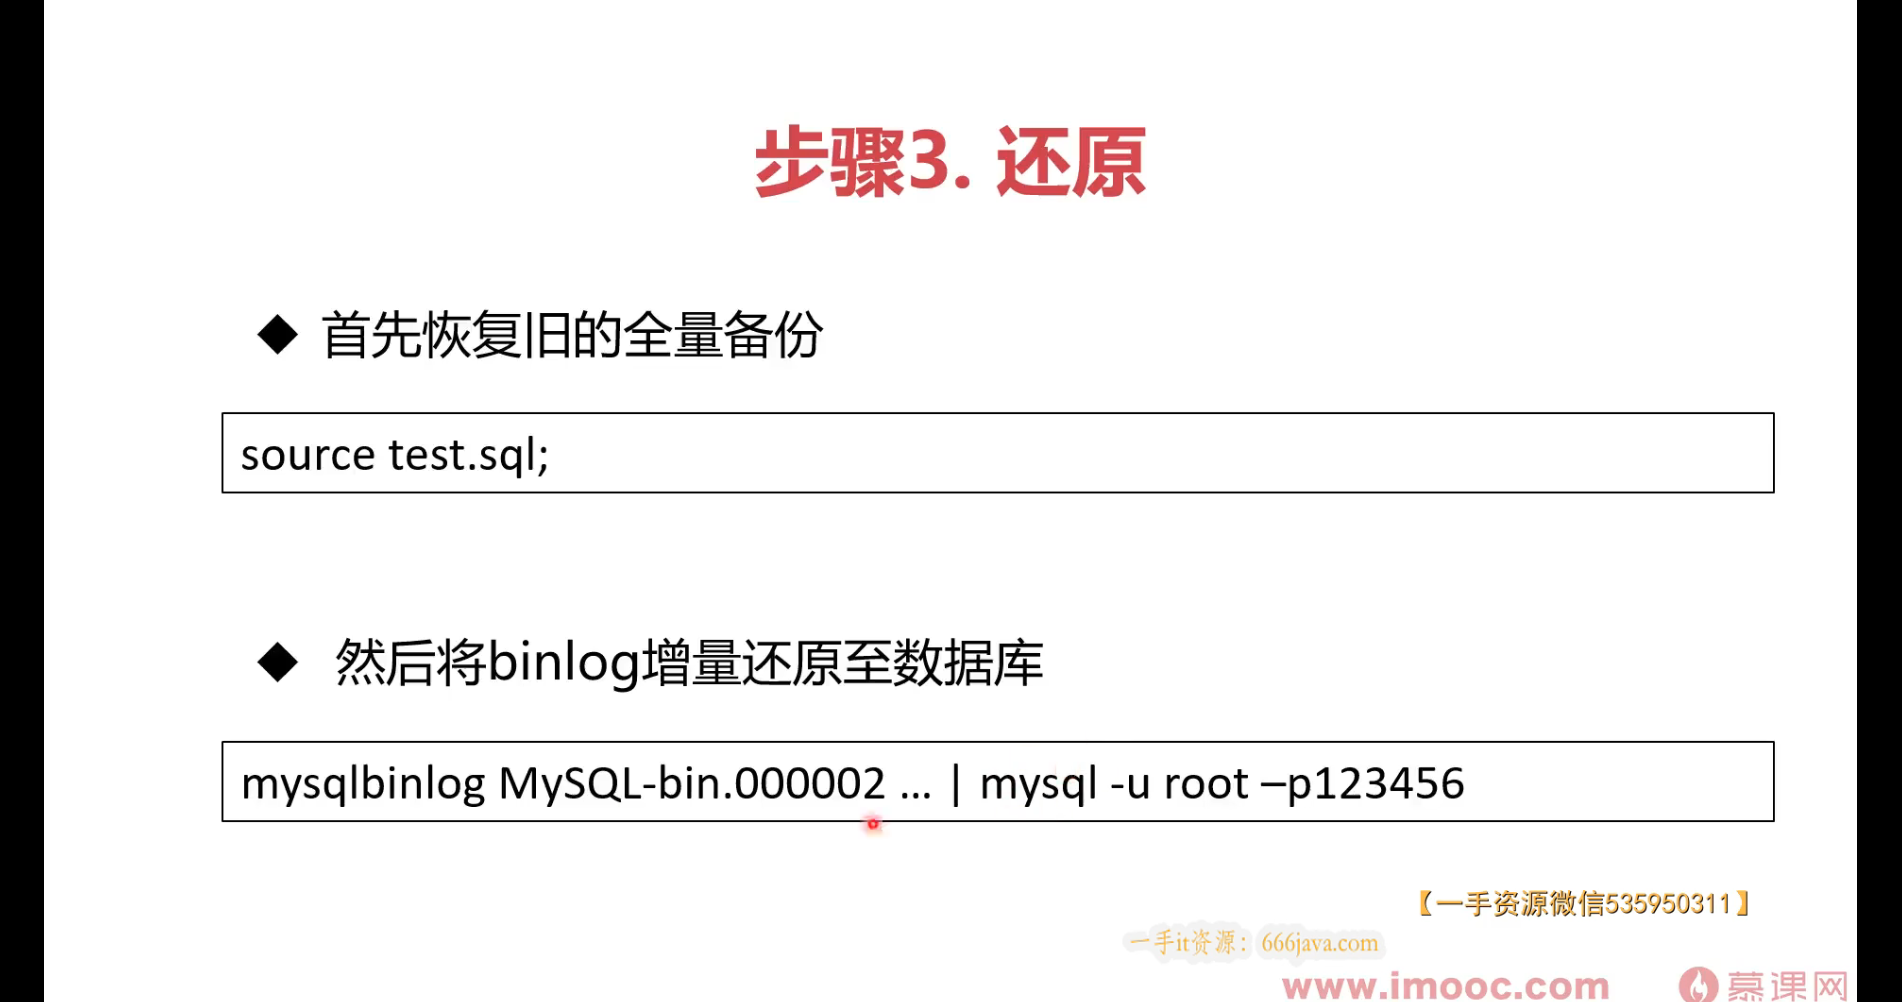 步骤3. 还原
◆ 首先恢复旧的全量备份
source test.sql;
◆ 然后将binlog增量还原至数据库
mysqlbinlog MySQL-bin.000002 ... | mysql -u root –p123456
【一手资源微信535950311】
一手it资源：666java.com
www.imooc.com 慕课网